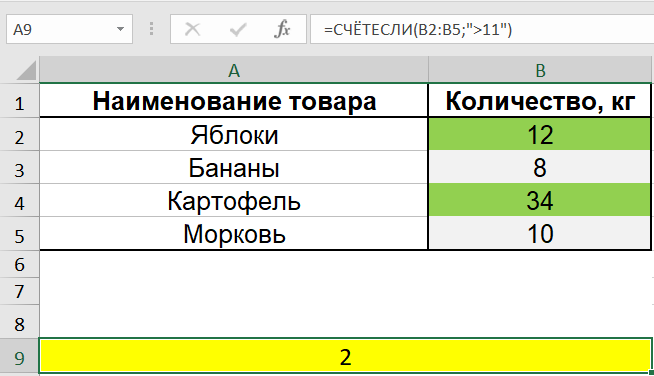 A9 fx =СЧЁТЕСЛИ(B2:B5;">11")
A B
1 Наименование товара Количество, кг
2 Яблоки 12
3 Бананы 8
4 Картофель 34
5 Морковь 10
6
7
8
9 2